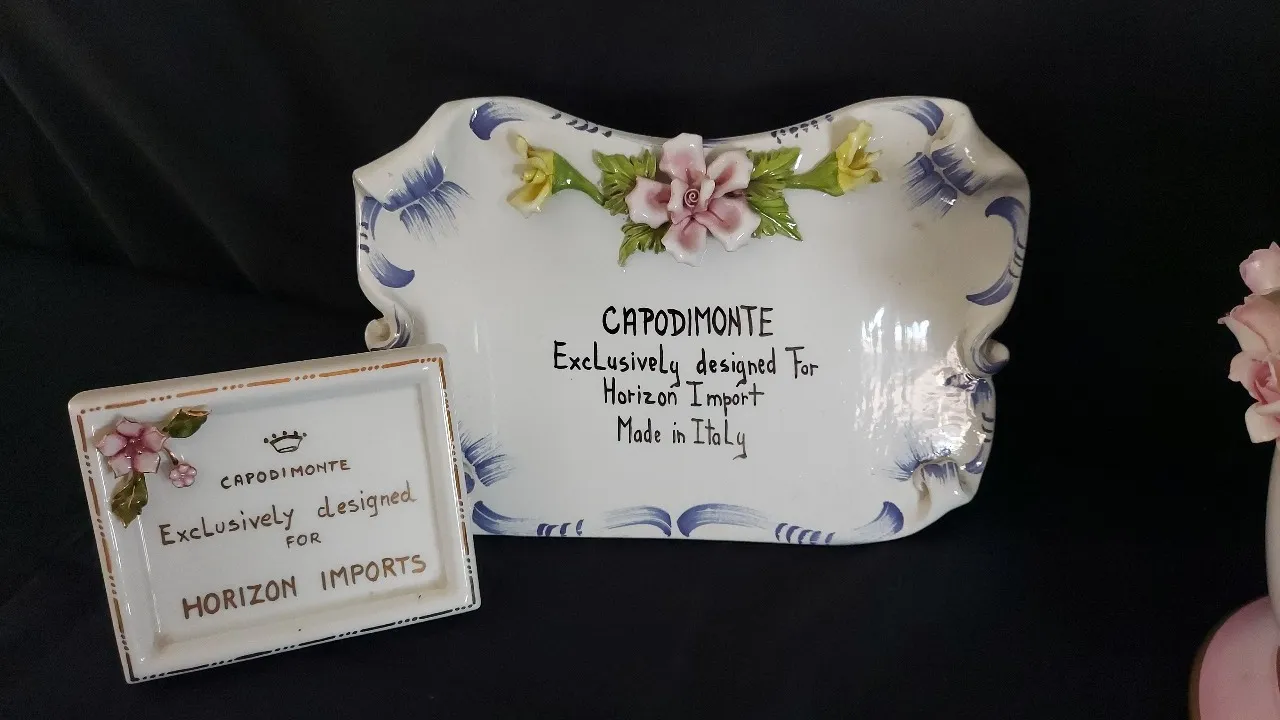 CAPODIMONTE
ExcLusively designed For
Horizon Import
Made in ItaLy
CAPODIMONTE
ExcLusively designed
FOR
HORIZON IMPORTS